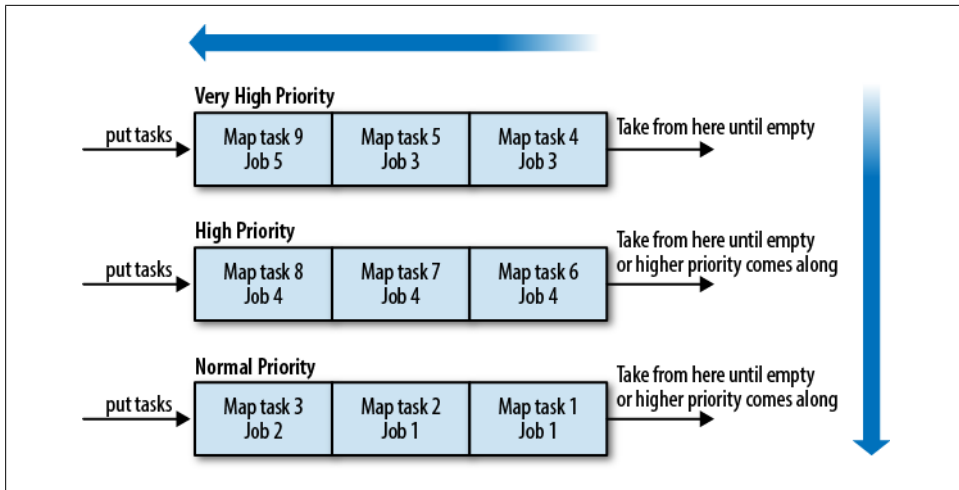 Very High Priority
put tasks
Map task 9
Job 5
Map task 5
Job 3
Map task 4
Job 3
Take from here until empty
High Priority
put tasks
Map task 8
Job 4
Map task 7
Job 4
Map task 6
Job 4
Take from here until empty
or higher priority comes along
Normal Priority
put tasks
Map task 3
Job 2
Map task 2
Job 1
Map task 1
Job 1
Take from here until empty
or higher priority comes along